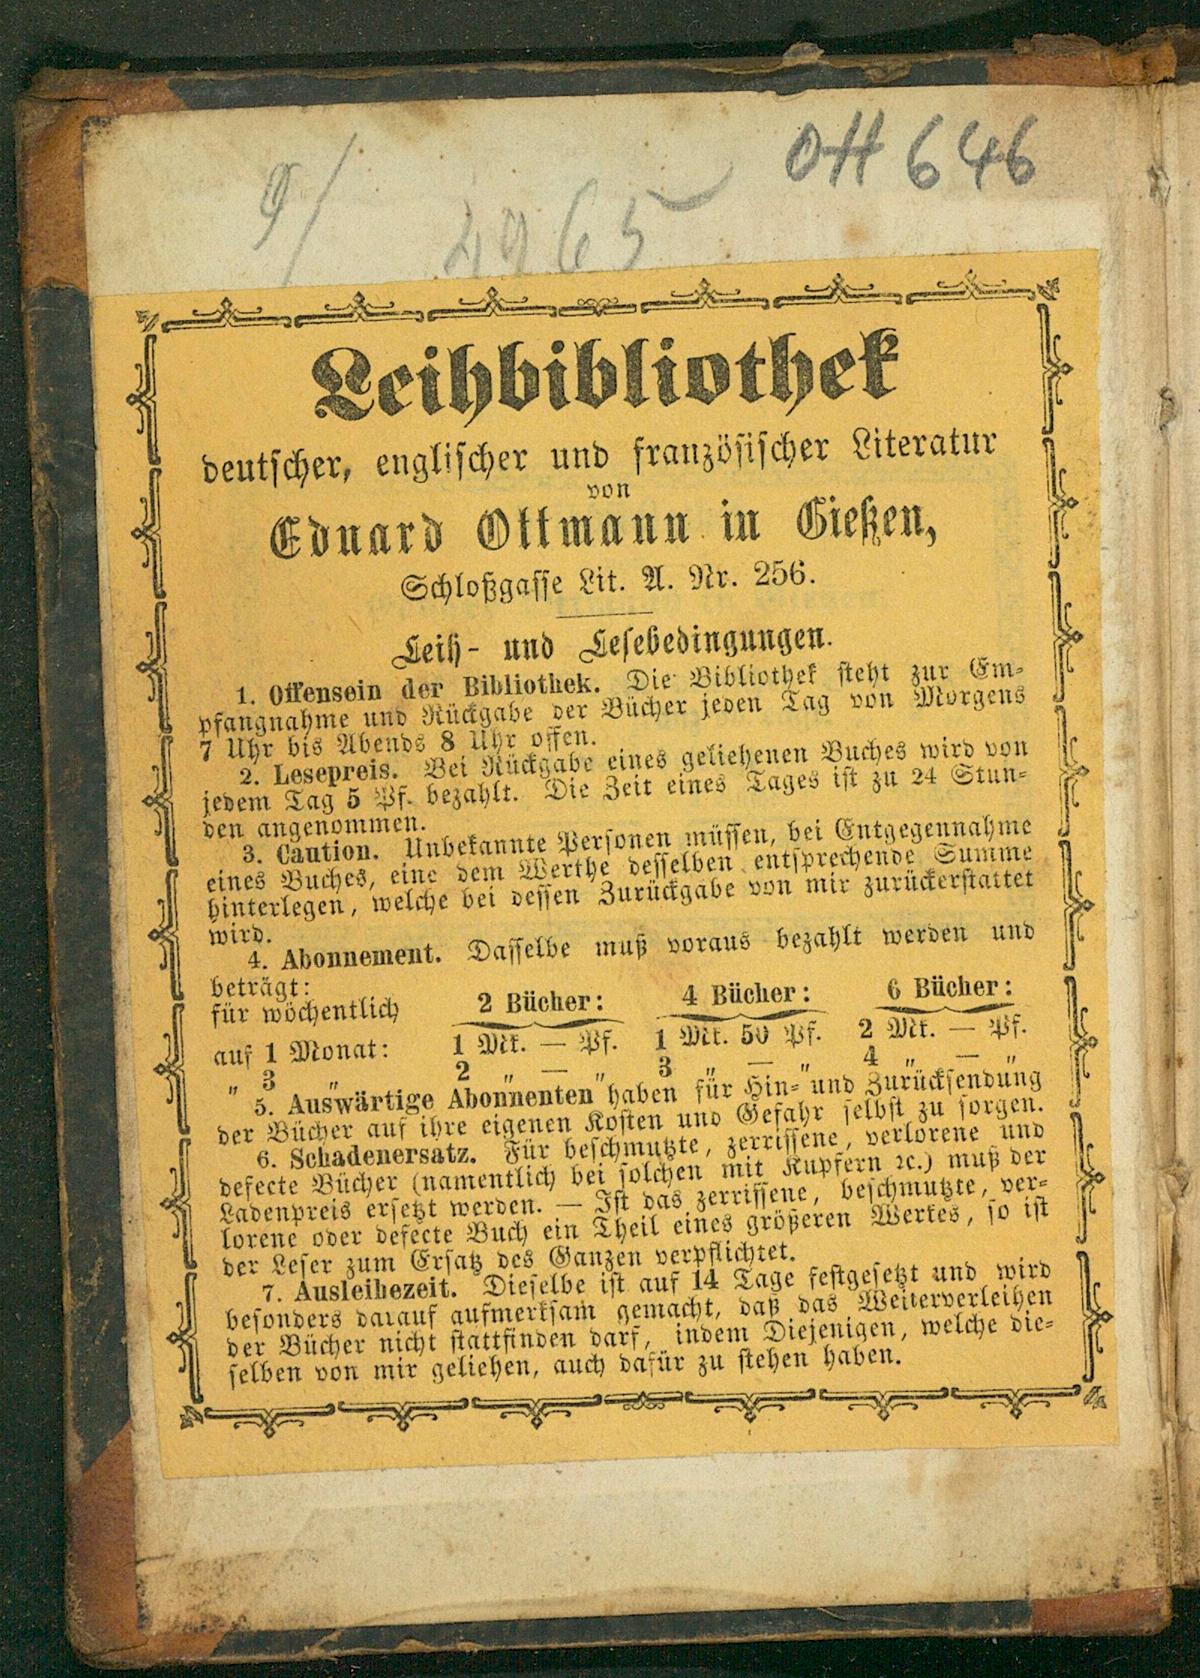 Ott 646
9/
4965
Leihbibliothek
deutscher, englischer und französischer Literatur
von
Eduard Ottmann in Gießen,
Schloßgasse Lit. A. Nr. 256.
Leih- und Lesebedingungen.
1. Offensein der Bibliothek. Die Bibliothek steht zur Em-
pfangnahme und Rückgabe der Bücher jeden Tag von Morgens
7 Uhr bis Abends 8 Uhr offen.
2. Lesepreis. Bei Rückgabe eines geliehenen Buches wird von
jedem Tag 5 Pf. bezahlt. Die Zeit eines Tages ist zu 24 Stun-
den angenommen.
3. Caution. Unbekannte Personen müssen, bei Entgegennahme
eines Buches, eine dem Werthe desselben entsprechende Summe
hinterlegen, welche bei dessen Zurückgabe von mir zurückerstattet
wird.
4. Abonnement. Dasselbe muß voraus bezahlt werden und
beträgt:
für wöchentlich 2 Bücher: 4 Bücher: 6 Bücher:
auf 1 Monat: 1 Mk. — Pf. 1 Mk. 50 Pf. 2 Mk. — Pf.
„ 3 „ 2 „ — „ 3 „ — „ 4 „ — „
5. Auswärtige Abonnenten haben für Hin- und Zurücksendung
der Bücher auf ihre eigenen Kosten und Gefahr selbst zu sorgen.
6. Schadenersatz. Für beschmutzte, zerrissene, verlorene und
defecte Bücher (namentlich bei solchen mit Kupfern ꝛc.) muß der
Ladenpreis ersetzt werden. — Ist das zerrissene, beschmutzte, ver-
lorene oder defecte Buch ein Theil eines größeren Werkes, so ist
der Leser zum Ersatz des Ganzen verpflichtet.
7. Ausleihezeit. Dieselbe ist auf 14 Tage festgesetzt und wird
besonders darauf aufmerksam gemacht, daß das Weiterverleihen
der Bücher nicht stattfinden darf, indem Diejenigen, welche die-
selben von mir geliehen, auch dafür zu stehen haben.